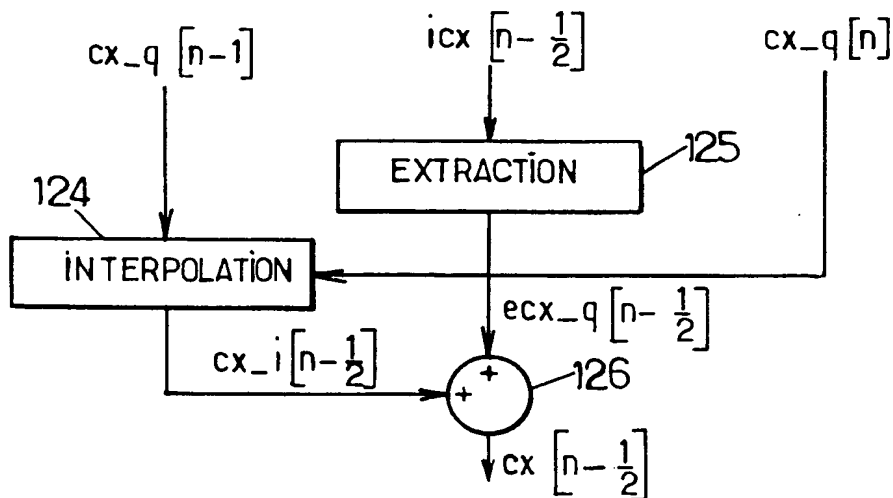 cx_q [n-1]
icx [n-1/2]
cx_q [n]
EXTRACTION
125
124
iNTERPOLATiON
ecx_q [n-1/2]
cx_i [n-1/2]
+
+
126
cx [n-1/2]